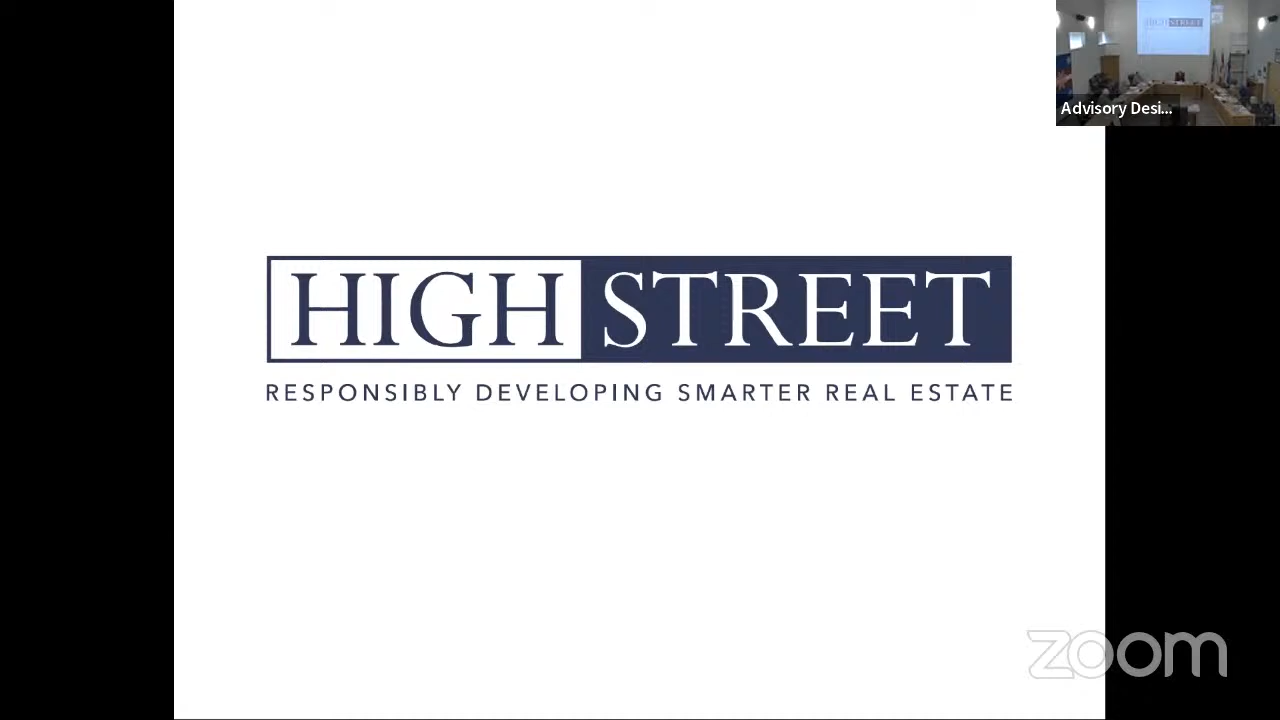 Advisory Desi...
HIGH STREET
RESPONSIBLY DEVELOPING SMARTER REAL ESTATE
zoom